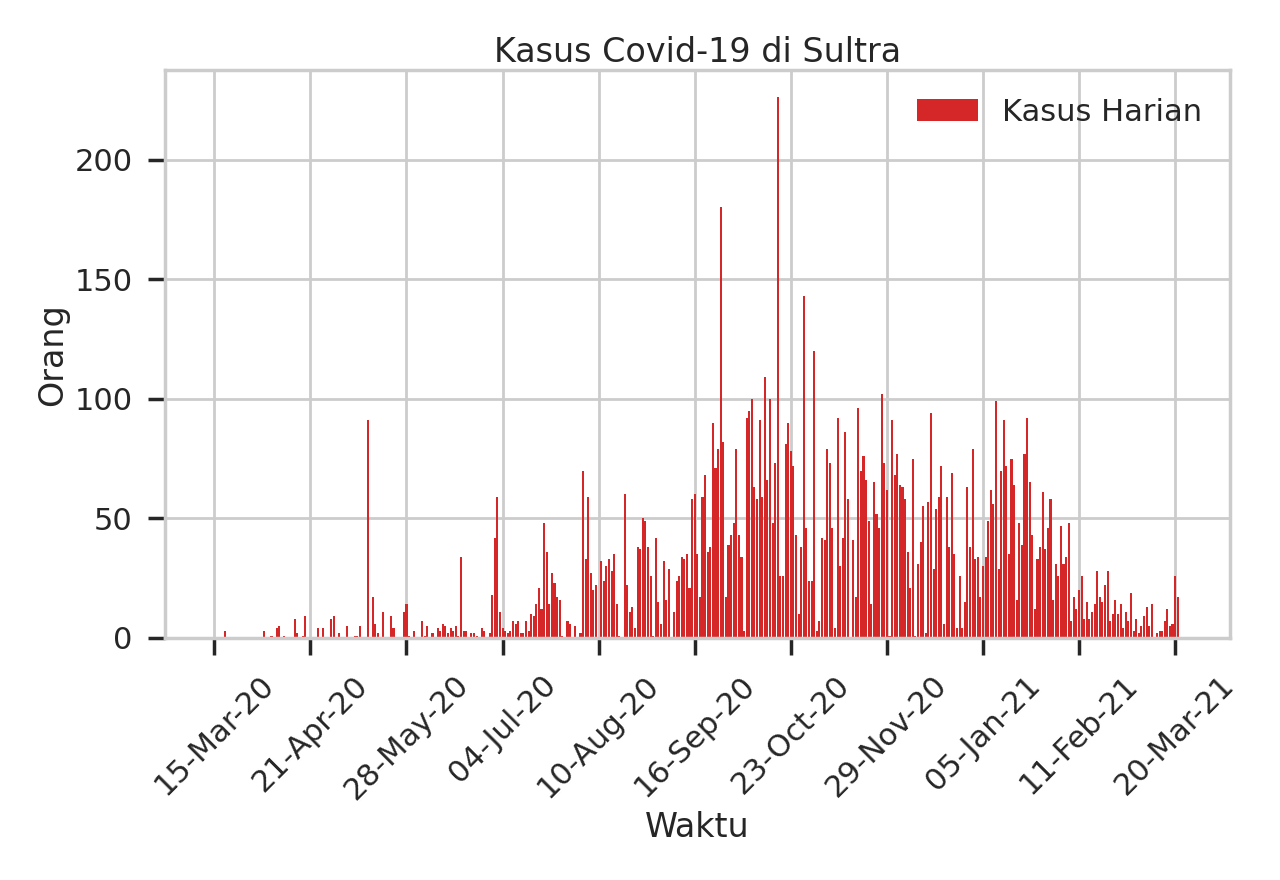 Kasus Covid-19 di Sultra
Kasus Harian
Orang
200
150
100
50
0
15-Mar-20
21-Apr-20
28-May-20
04-Jul-20
10-Aug-20
16-Sep-20
23-Oct-20
29-Nov-20
05-Jan-21
11-Feb-21
20-Mar-21
Waktu